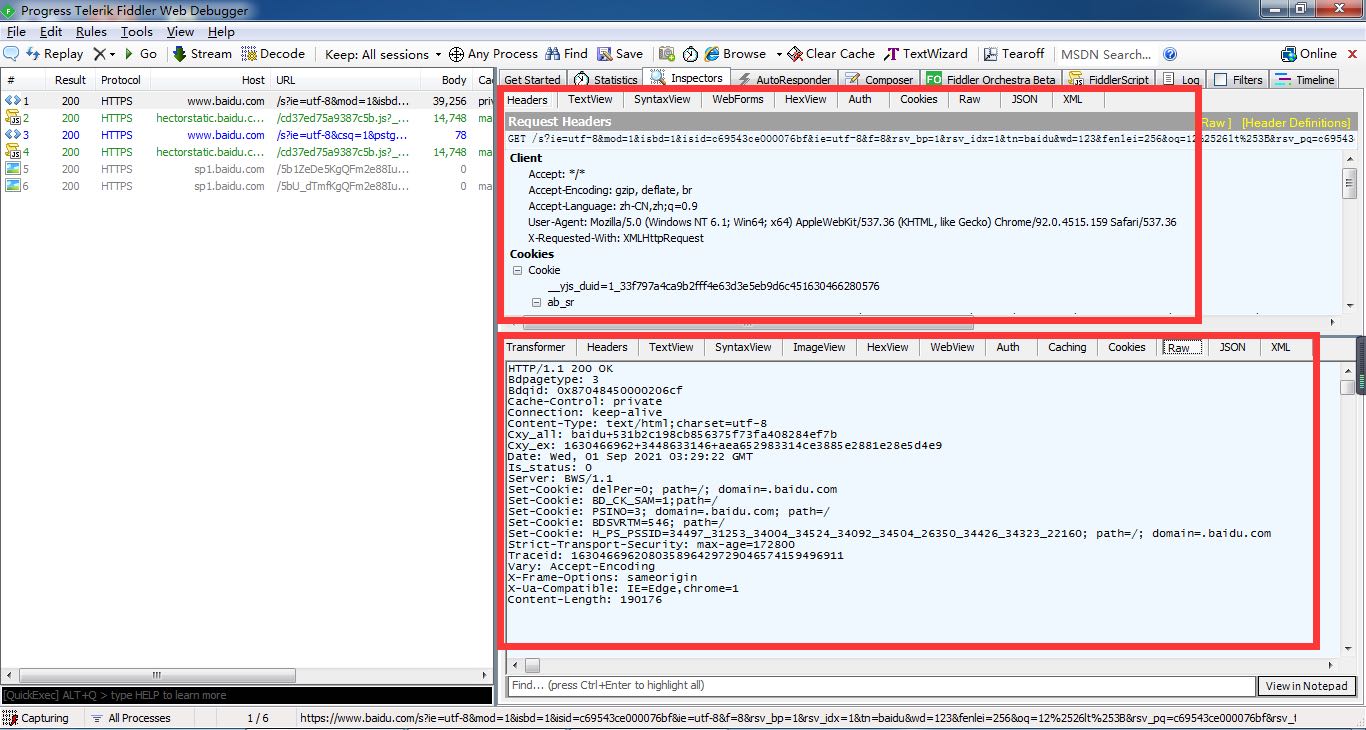 Progress Telerik Fiddler Web Debugger
File Edit Rules Tools View Help
Replay Go Stream Decode Keep: All sessions Any Process Find Save Browse Clear Cache TextWizard Tearoff MSDN Search... Online
# Result Protocol Host URL Body Ca
1 200 HTTPS www.baidu.com /s?ie=utf-8&mod=1&isbd... 39,256 priv
2 200 HTTPS hectorstatic.baidu.c... /cd37ed75a9387c5b.js?_... 14,748 ma
3 200 HTTPS www.baidu.com /s?ie=utf-8&csq=1&pstg... 78
4 200 HTTPS hectorstatic.baidu.c... /cd37ed75a9387c5b.js?_... 14,748 ma
5 200 HTTPS sp1.baidu.com /5b1ZeDe5KgQFm2e88Iu... 0
6 200 HTTPS sp1.baidu.com /5bU_dTmfKgQFm2e88Iu... 0 ma
Get Started Statistics Inspectors AutoResponder Composer FO Fiddler Orchestra Beta FiddlerScript Log Filters Timeline
Headers TextView SyntaxView WebForms HexView Auth Cookies Raw JSON XML
Request Headers Raw ] [Header Definitions]
GET /s?ie=utf-8&mod=1&isbd=1&isid=c69543ce000076bf&ie=utf-8&f=8&rsv_bp=1&rsv_idx=1&tn=baidu&wd=123&fenlei=256&oq=12%25261t%253B&rsv_pq=c69543
Client
Accept: */*
Accept-Encoding: gzip, deflate, br
Accept-Language: zh-CN,zh;q=0.9
User-Agent: Mozilla/5.0 (Windows NT 6.1; Win64; x64) AppleWebKit/537.36 (KHTML, like Gecko) Chrome/92.0.4515.159 Safari/537.36
X-Requested-With: XMLHttpRequest
Cookies
Cookie
__yjs_duid=1_33f797a4ca9b2fff4e63d3e5eb9d6c451630466280576
ab_sr
Transformer Headers TextView SyntaxView ImageView HexView WebView Auth Caching Cookies Raw JSON XML
HTTP/1.1 200 OK
Bdpagetype: 3
Bdqid: 0x87048450000206cf
Cache-Control: private
Connection: keep-alive
Content-Type: text/html;charset=utf-8
Cxy_all: baidu+531b2c198cb856375f73fa408284ef7b
Cxy_ex: 1630466962+3448633146+aea652983314ce3885e2881e28e5d4e9
Date: Wed, 01 Sep 2021 03:29:22 GMT
Is_status: 0
Server: BWS/1.1
Set-Cookie: delPer=0; path=/; domain=.baidu.com
Set-Cookie: BD_CK_SAM=1;path=/
Set-Cookie: PSINO=3; domain=.baidu.com; path=/
Set-Cookie: BDSVRTM=546; path=/
Set-Cookie: H_PS_PSSID=34497_31253_34004_34524_34092_34504_26350_34426_34323_22160; path=/; domain=.baidu.com
Strict-Transport-Security: max-age=172800
Traceid: 1630466962080358964297290465741594969​11
Vary: Accept-Encoding
X-Frame-Options: sameorigin
X-Ua-Compatible: IE=Edge,chrome=1
Content-Length: 190176
Find... (press Ctrl+Enter to highlight all) View in Notepad
[QuickExec] ALT+Q > type HELP to learn more
Capturing All Processes 1 / 6 https://www.baidu.com/s?ie=utf-8&mod=1&isbd=1&isid=c69543ce000076bf&ie=utf-8&f=8&rsv_bp=1&rsv_idx=1&tn=baidu&wd=123&fenlei=256&oq=12%2526lt%253B&rsv_pq=c69543ce000076bf&rsv_t